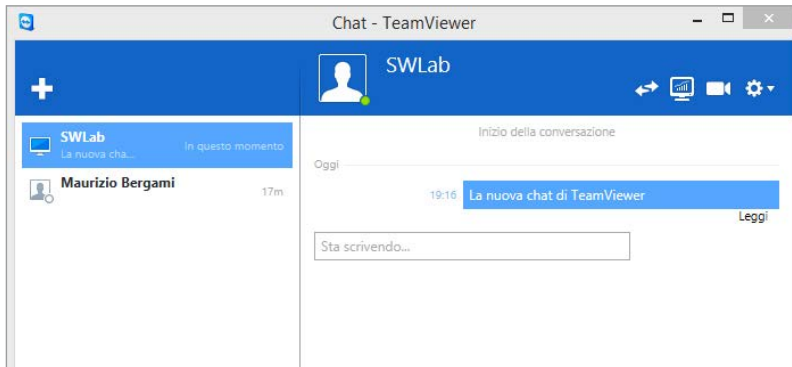 Chat - TeamViewer
SWLab
SWLab
La nuova cha...
In questo momento
Maurizio Bergami
17m
Inizio della conversazione
Oggi
19:16 La nuova chat di TeamViewer
Leggi
Sta scrivendo...